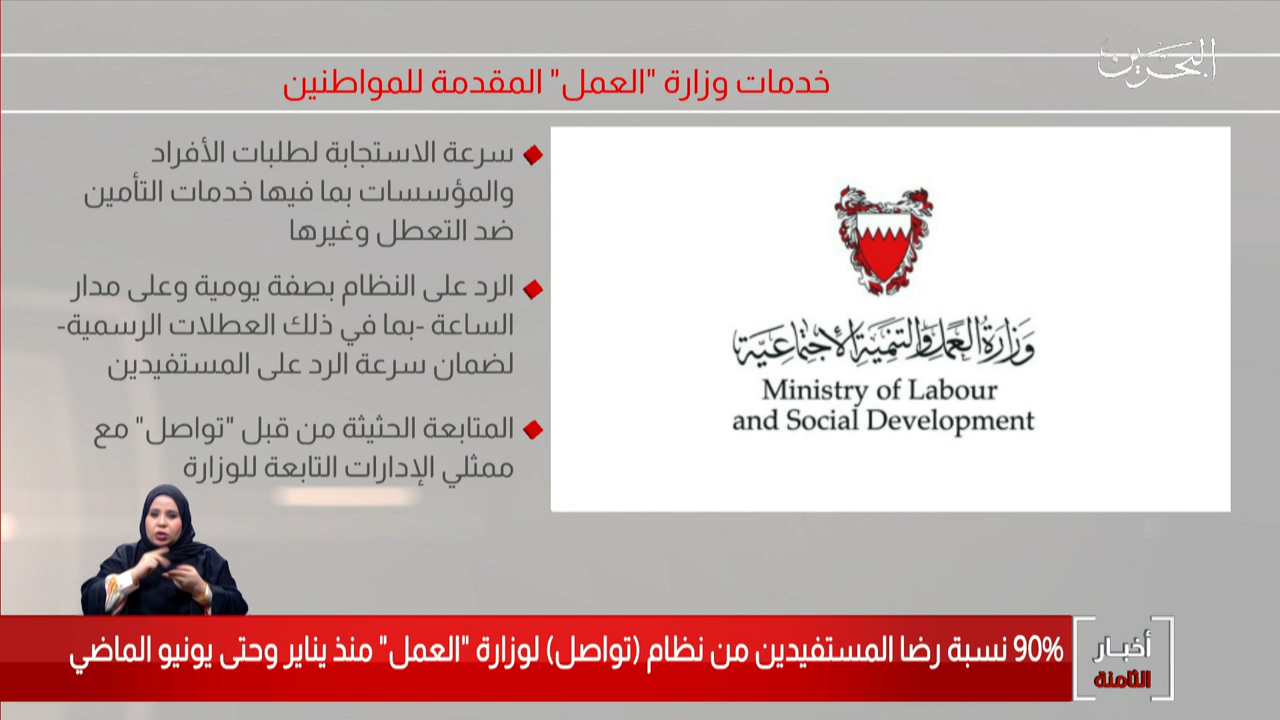 البحرين
خدمات وزارة "العمل" المقدمة للمواطنين
سرعة الاستجابة لطلبات الأفراد
والمؤسسات بما فيها خدمات التأمين
ضد التعطل وغيرها
الرد على النظام بصفة يومية وعلى مدار
الساعة -بما في ذلك العطلات الرسمية-
لضمان سرعة الرد على المستفيدين
المتابعة الحثيثة من قبل "تواصل" مع
ممثلي الإدارات التابعة للوزارة
وزارة العمل والتنمية الاجتماعية
Ministry of Labour
and Social Development
90% نسبة رضا المستفيدين من نظام (تواصل) لوزارة "العمل" منذ يناير وحتى يونيو الماضي
أخبار
الثامنة